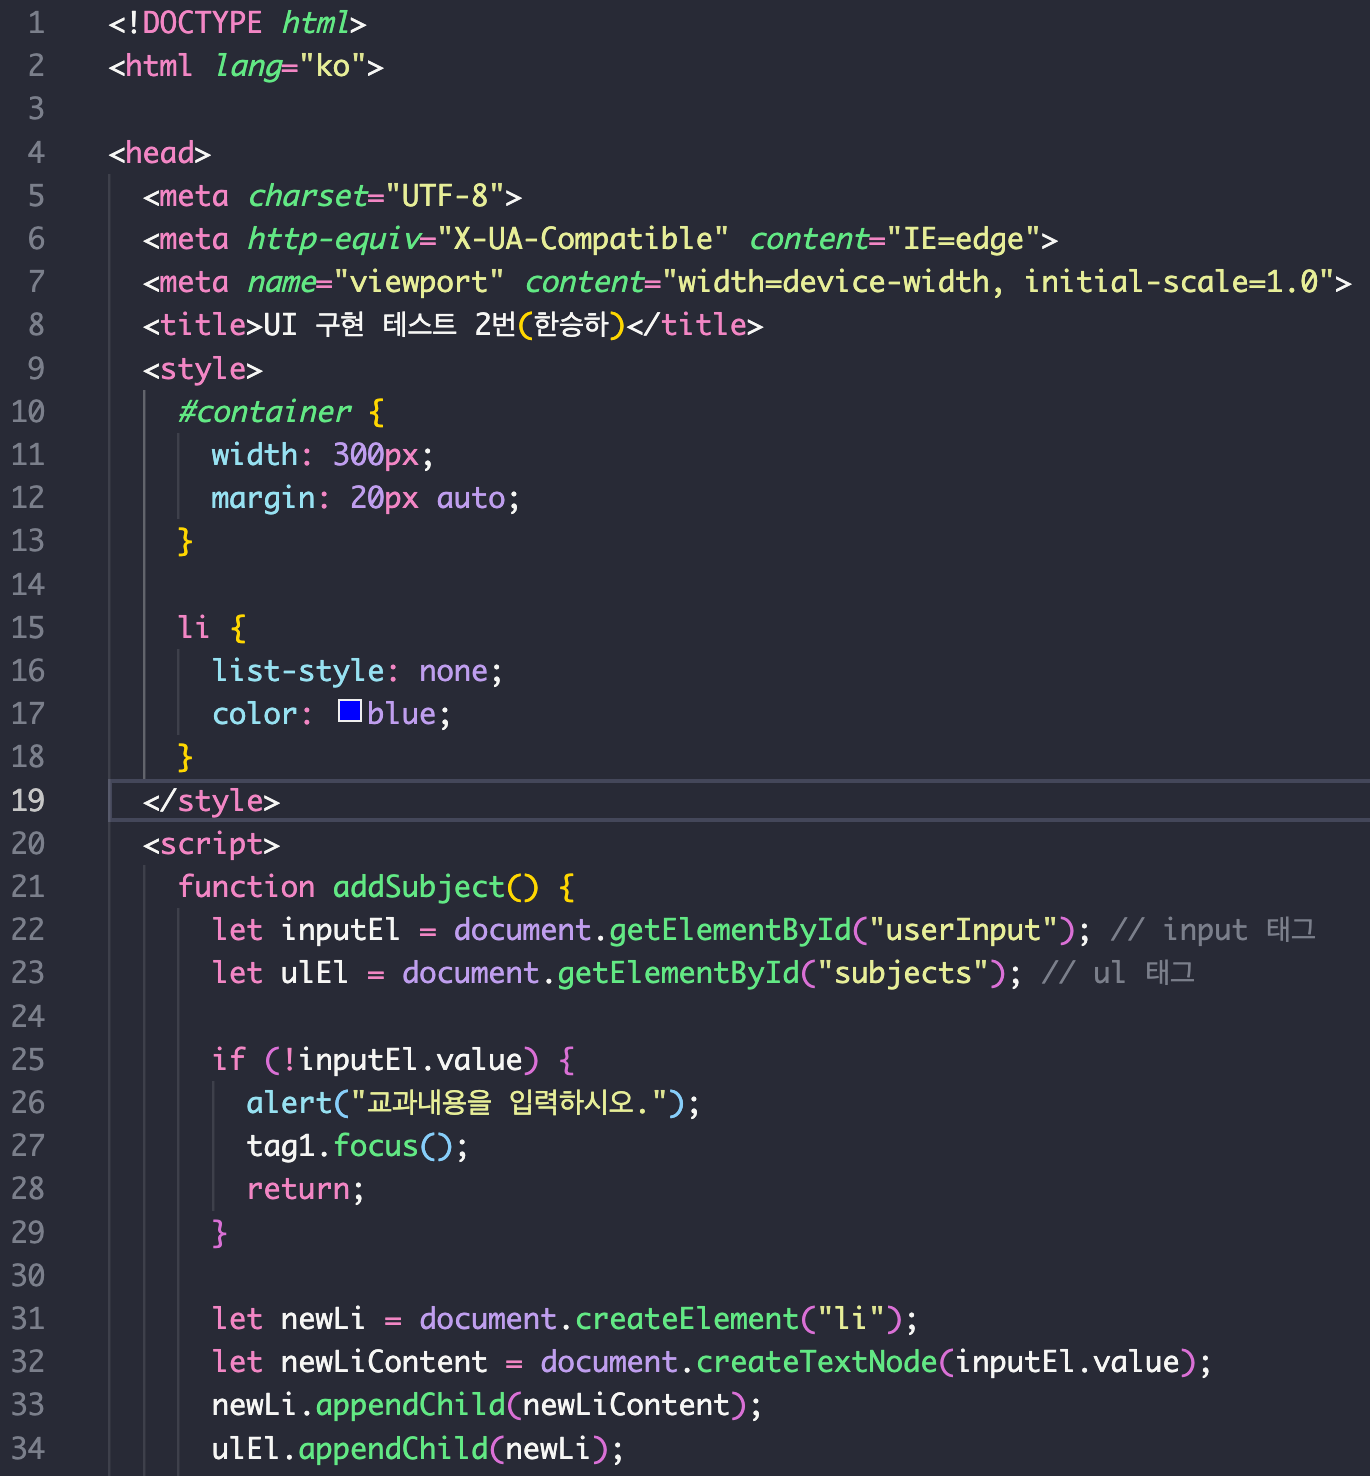 1 <!DOCTYPE html>
2 <html lang="ko">
3
4 <head>
5 <meta charset="UTF-8">
6 <meta http-equiv="X-UA-Compatible" content="IE=edge">
7 <meta name="viewport" content="width=device-width, initial-scale=1.0">
8 <title>UI 구현 테스트 2번(한승하)</title>
9 <style>
10 #container {
11 width: 300px;
12 margin: 20px auto;
13 }
14
15 li {
16 list-style: none;
17 color: blue;
18 }
19 </style>
20 <script>
21 function addSubject() {
22 let inputEl = document.getElementById("userInput"); // input 태그
23 let ulEl = document.getElementById("subjects"); // ul 태그
24
25 if (!inputEl.value) {
26 alert("교과내용을 입력하시오.");
27 tag1.focus();
28 return;
29 }
30
31 let newLi = document.createElement("li");
32 let newLiContent = document.createTextNode(inputEl.value);
33 newLi.appendChild(newLiContent);
34 ulEl.appendChild(newLi);